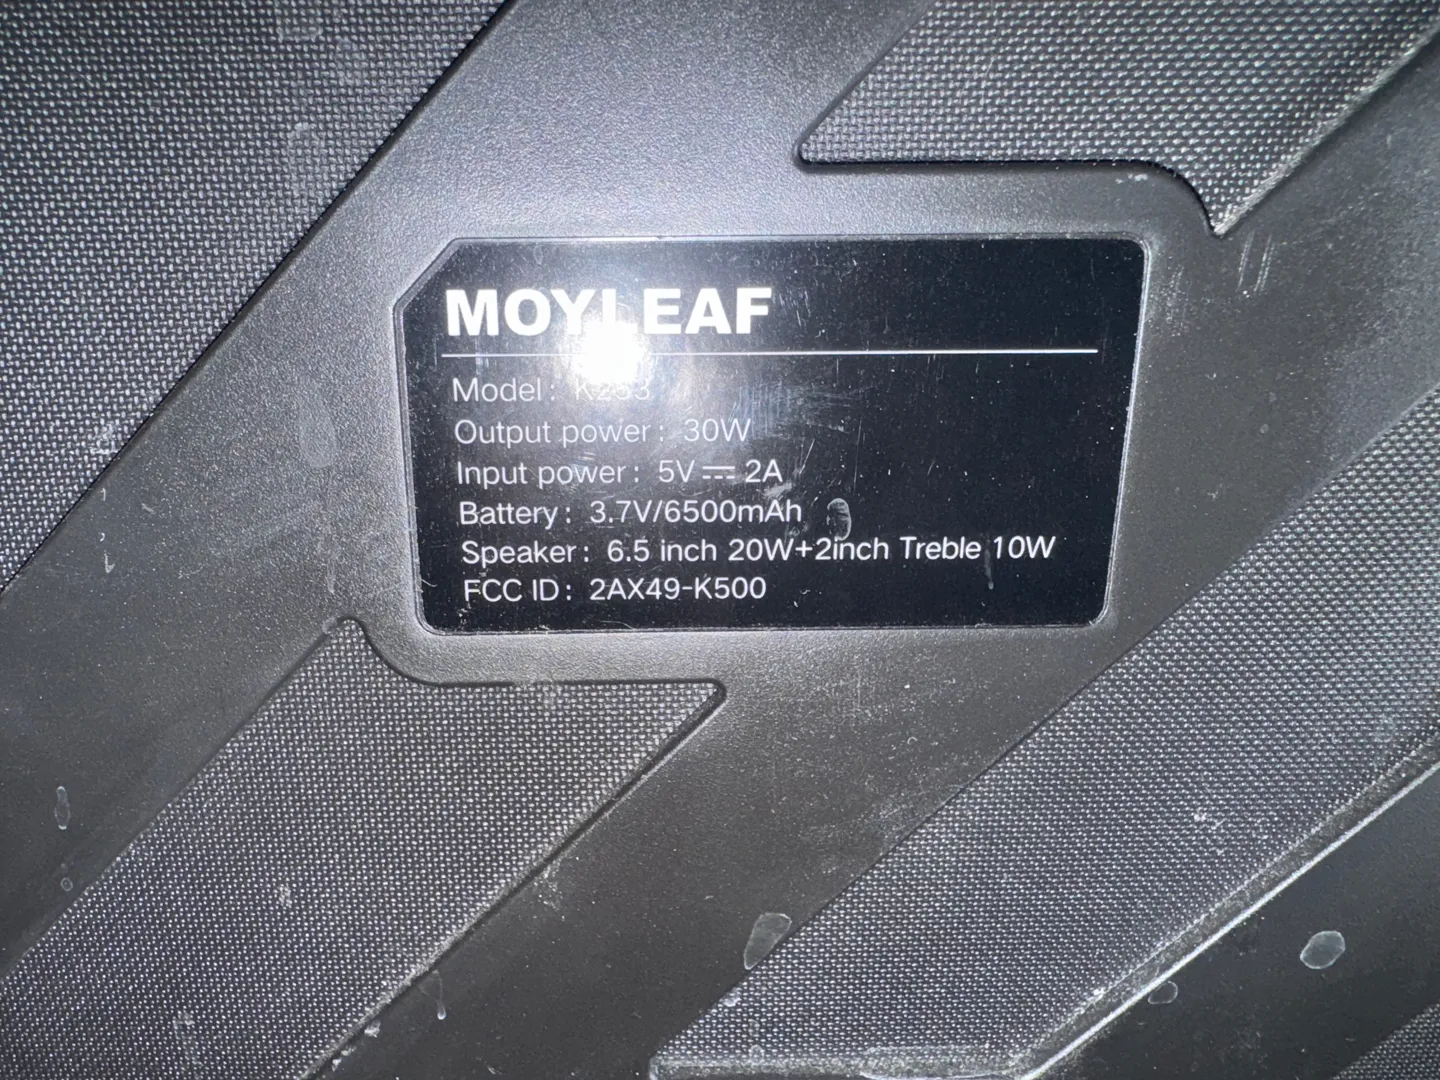 MOYLEAF
Model: K233
Output power: 30W
Input power: 5V⎓2A
Battery: 3.7V/6500mAh
Speaker: 6.5 inch 20W+2inch Treble 10W
FCC ID: 2AX49-K500